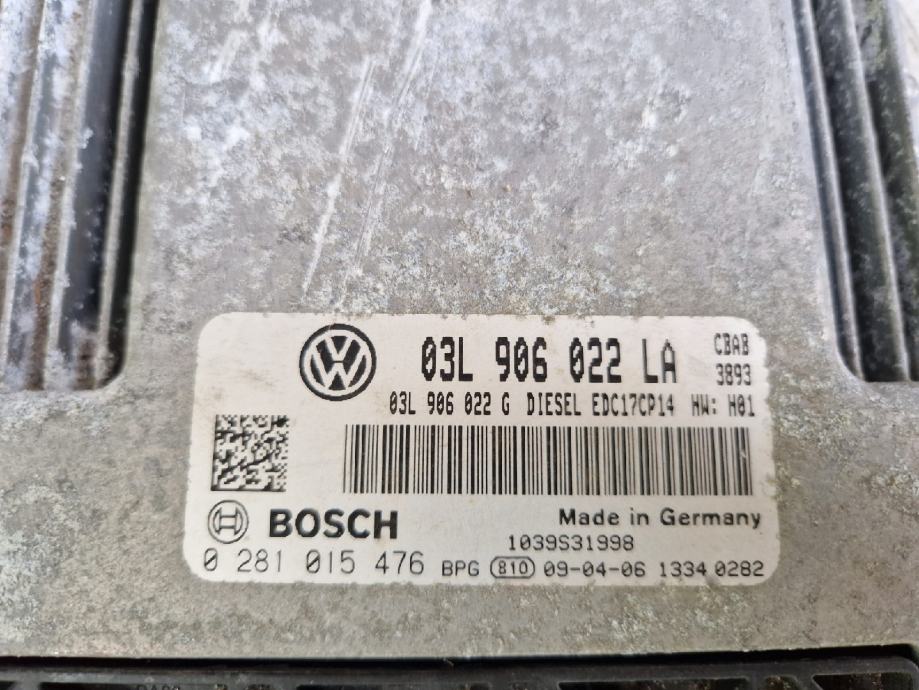 03L 906 022 LA CBAB
3893
03L 906 022 G DIESEL EDC17CP14 HW: H01
BOSCH Made in Germany
1039S31998
0 281 015 476 BPG 810 09-04-06 1334 0282